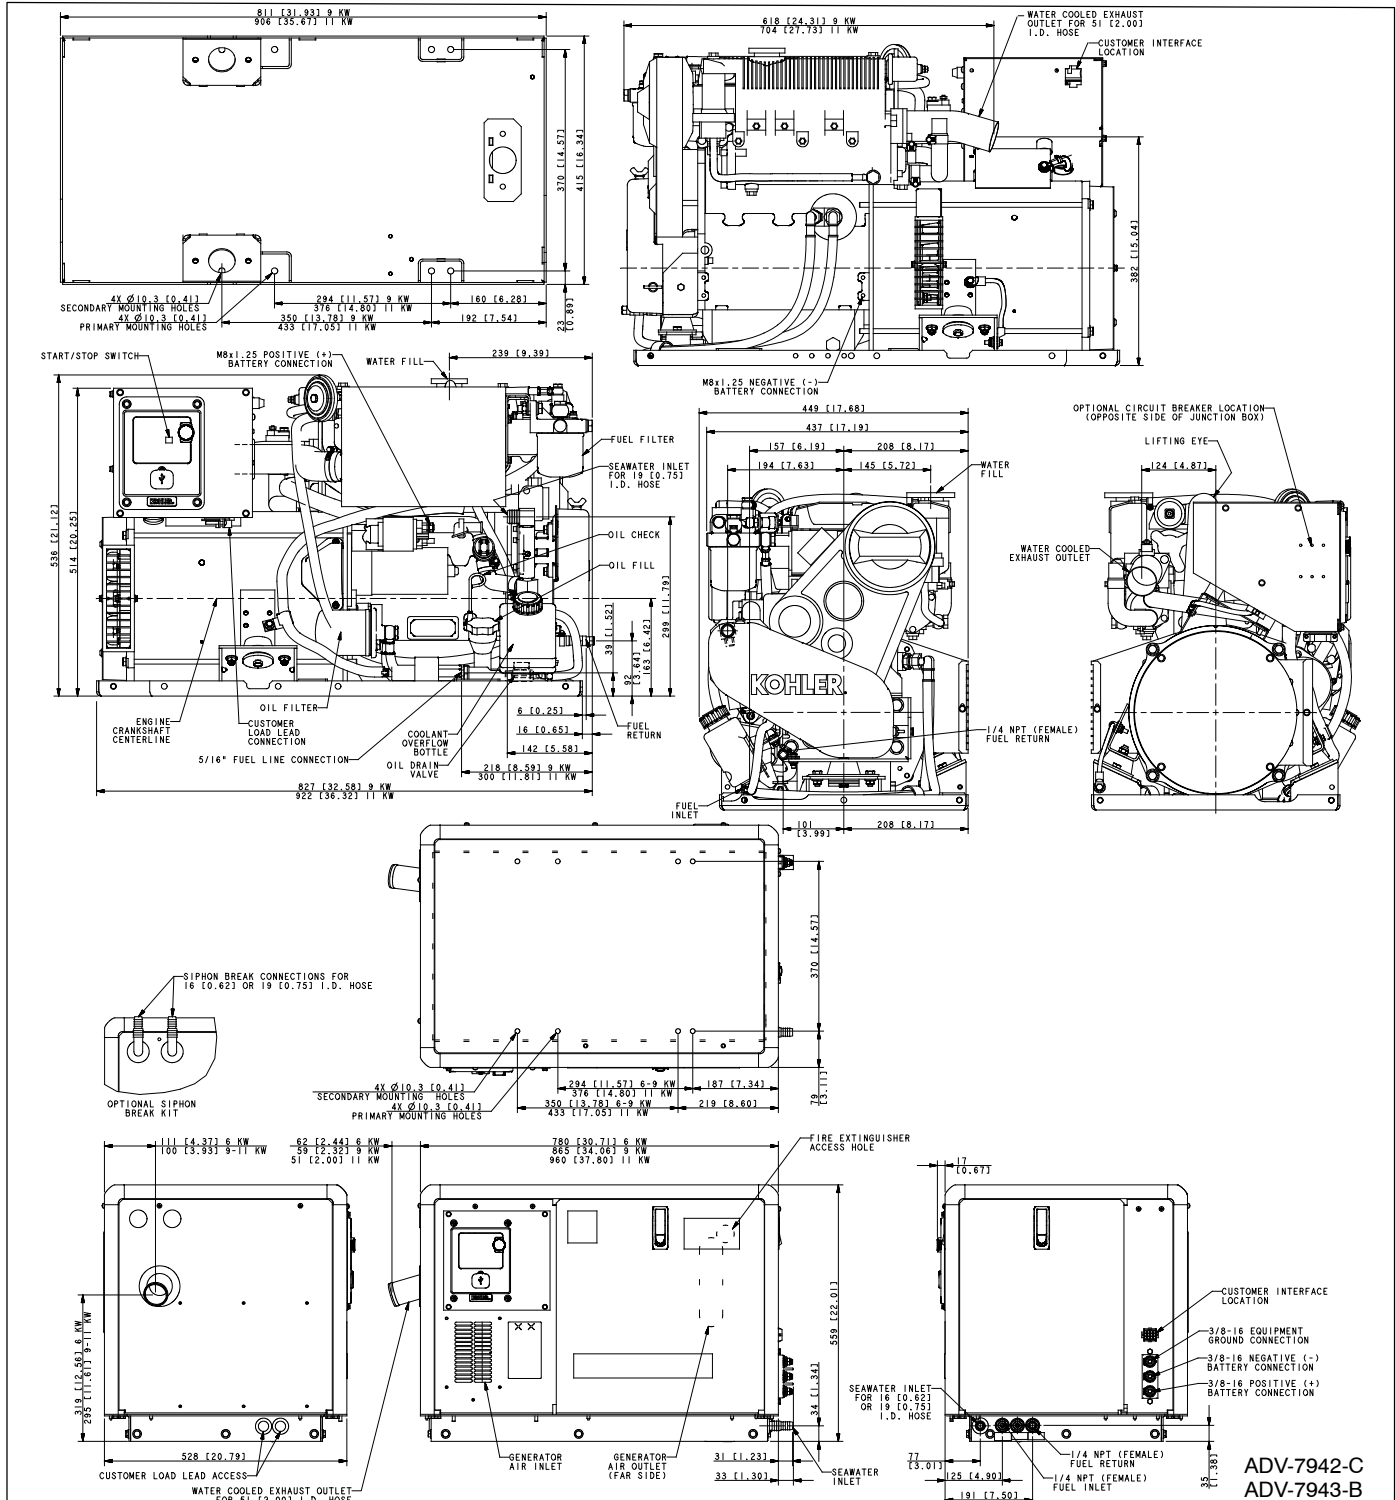 811 [31.93] 9 KW
906 [35.67] 11 KW
370 [14.57]
415 [16.34]
4X Ø10.3 [0.41]
SECONDARY MOUNTING HOLES
4X Ø10.3 [0.41]
PRIMARY MOUNTING HOLES
294 [11.57] 9 KW
376 [14.80] 11 KW
160 [6.28]
350 [13.78] 9 KW
433 [17.05] 11 KW
192 [7.54]
23
[0.89]
618 [24.31] 9 KW
704 [27.73] 11 KW
WATER COOLED EXHAUST
OUTLET FOR 51 [2.00]
I.D. HOSE
CUSTOMER INTERFACE
LOCATION
382 [15.04]
M8x1.25 NEGATIVE (-)
BATTERY CONNECTION
START/STOP SWITCH
M8x1.25 POSITIVE (+)
BATTERY CONNECTION
WATER FILL
239 [9.39]
FUEL FILTER
SEAWATER INLET
FOR 19 [0.75]
I.D. HOSE
OIL CHECK
OIL FILL
536 [21.12]
514 [20.25]
39 [1.52]
92
[3.64]
163 [6.42]
299 [11.79]
ENGINE
CRANKSHAFT
CENTERLINE
OIL FILTER
CUSTOMER
LOAD LEAD
CONNECTION
5/16" FUEL LINE CONNECTION
COOLANT
OVERFLOW
BOTTLE
OIL DRAIN
VALVE
6 [0.25]
16 [0.65]
142 [5.58]
FUEL
RETURN
218 [8.59] 9 KW
300 [11.81] 11 KW
827 [32.58] 9 KW
922 [36.32] 11 KW
449 [17.68]
437 [17.19]
157 [6.19]
208 [8.17]
194 [7.63]
145 [5.72]
WATER
FILL
KOHLER
1/4 NPT (FEMALE)
FUEL RETURN
FUEL
INLET
101
[3.99]
208 [8.17]
OPTIONAL CIRCUIT BREAKER LOCATION
(OPPOSITE SIDE OF JUNCTION BOX)
LIFTING EYE
124 [4.87]
WATER COOLED
EXHAUST OUTLET
370 [14.57]
79
[3.11]
4X Ø10.3 [0.41]
SECONDARY MOUNTING HOLES
4X Ø10.3 [0.41]
PRIMARY MOUNTING HOLES
294 [11.57] 6-9 KW
376 [14.80] 11 KW
187 [7.34]
350 [13.78] 6-9 KW
433 [17.05] 11 KW
219 [8.60]
SIPHON BREAK CONNECTIONS FOR
16 [0.62] OR 19 [0.75] I.D. HOSE
OPTIONAL SIPHON
BREAK KIT
111 [4.37] 6 KW
100 [3.93] 9-11 KW
319 [12.56] 6 KW
295 [11.61] 9-11 KW
528 [20.79]
CUSTOMER LOAD LEAD ACCESS
WATER COOLED EXHAUST OUTLET
FOR 51 [2.00] I.D. HOSE
62 [2.44] 6 KW
59 [2.32] 9 KW
51 [2.00] 11 KW
780 [30.71] 6 KW
865 [34.06] 9 KW
960 [37.80] 11 KW
FIRE EXTINGUISHER
ACCESS HOLE
559 [22.01]
34 [1.34]
GENERATOR
AIR INLET
GENERATOR
AIR OUTLET
(FAR SIDE)
31 [1.23]
33 [1.30]
SEAWATER
INLET
17
[0.67]
CUSTOMER INTERFACE
LOCATION
3/8-16 EQUIPMENT
GROUND CONNECTION
3/8-16 NEGATIVE (-)
BATTERY CONNECTION
3/8-16 POSITIVE (+)
BATTERY CONNECTION
SEAWATER INLET
FOR 16 [0.62]
OR 19 [0.75]
I.D. HOSE
77
[3.01]
125 [4.90]
191 [7.50]
1/4 NPT (FEMALE)
FUEL RETURN
1/4 NPT (FEMALE)
FUEL INLET
35
[1.38]
ADV-7942-C
ADV-7943-B